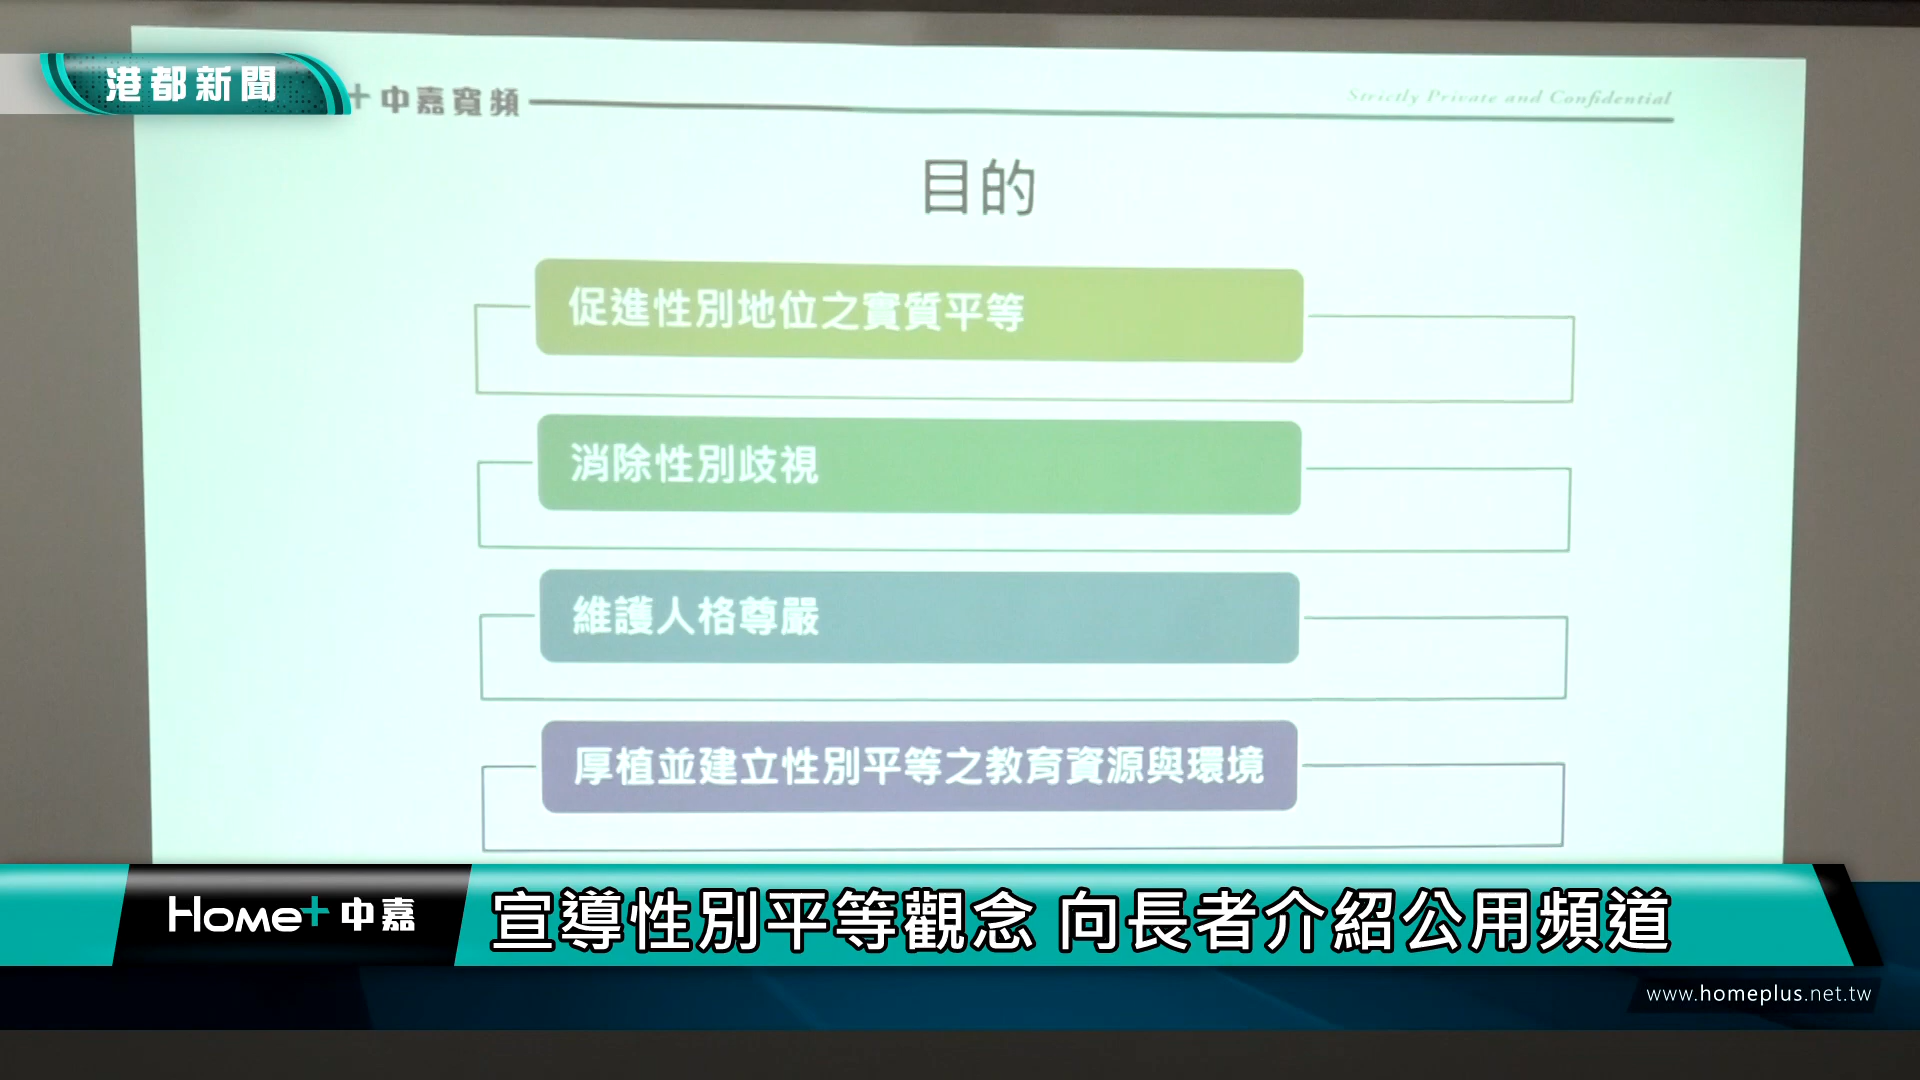 港都新聞
+中嘉寬頻
Strictly Private and Confidential
目的
促進性別地位之實質平等
消除性別歧視
維護人格尊嚴
厚植並建立性別平等之教育資源與環境
Home+中嘉
宣導性別平等觀念 向長者介紹公用頻道
www.homeplus.net.tw